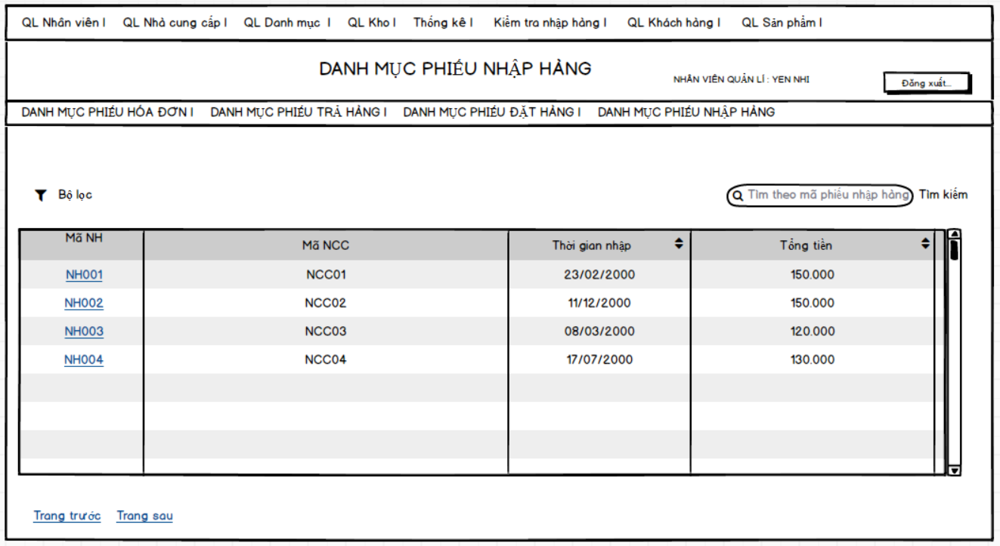 QL Nhân viên | QL Nhà cung cấp | QL Danh mục | QL Kho | Thống kê | Kiểm tra nhập hàng | QL Khách hàng | QL Sản phẩm |
DANH MỤC PHIẾU NHẬP HÀNG
NHÂN VIÊN QUẢN LÍ : YEN NHI
Đăng xuất...
DANH MỤC PHIẾU HÓA ĐƠN | DANH MỤC PHIẾU TRẢ HÀNG | DANH MỤC PHIẾU ĐẶT HÀNG | DANH MỤC PHIẾU NHẬP HÀNG
Bộ lọc
Tìm theo mã phiếu nhập hàng Tìm kiếm
Mã NH Mã NCC Thời gian nhập Tổng tiền
NH001 NCC01 23/02/2000 150.000
NH002 NCC02 11/12/2000 150.000
NH003 NCC03 08/03/2000 120.000
NH004 NCC04 17/07/2000 130.000
Trang trước Trang sau